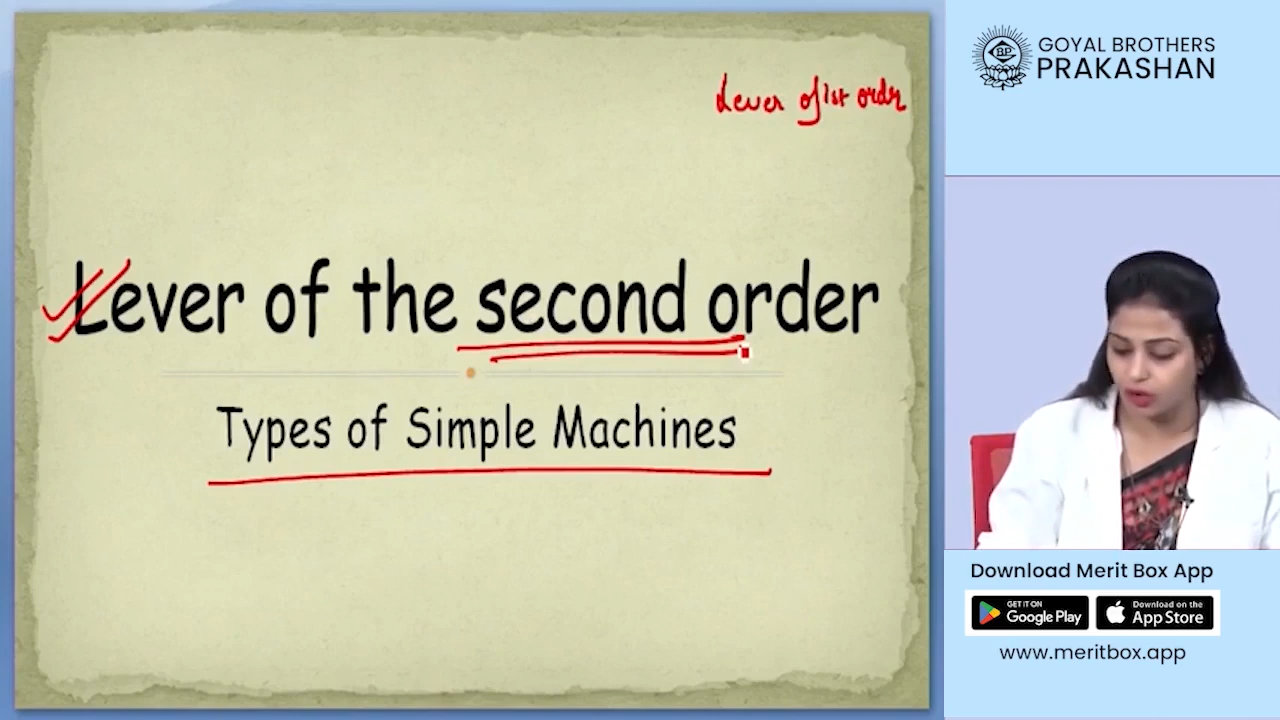 Lever of 1st order
Lever of the second order
Types of Simple Machines
GOYAL BROTHERS
PRAKASHAN
GBP
Download Merit Box App
GET IT ON
Google Play
Download on the
App Store
www.meritbox.app